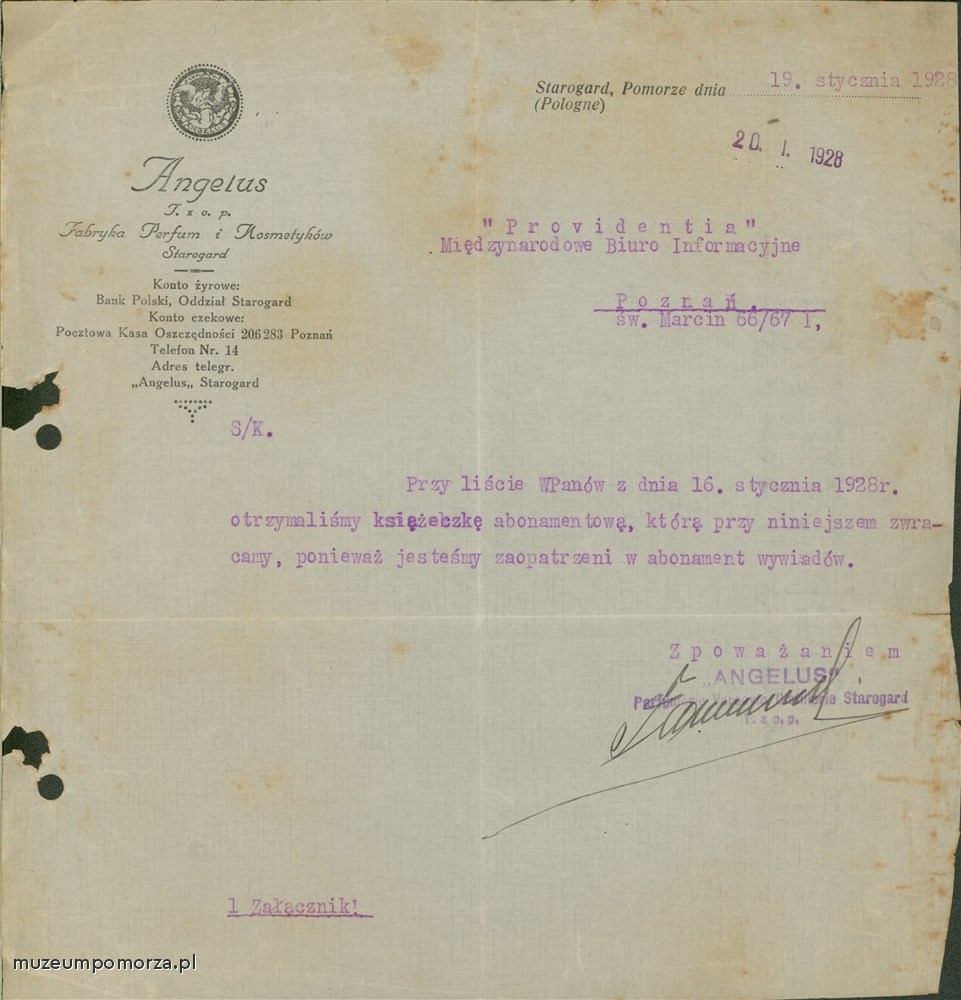 ANGELUS
Angelus
T. z o. p.
Fabryka Perfum i Kosmetyków
Starogard
Konto żyrowe:
Bank Polski, Oddział Starogard
Konto czekowe:
Pocztowa Kasa Oszczędności 206283 Poznań
Telefon Nr. 14
Adres telegr.
„Angelus„ Starogard
Starogard, Pomorze dnia 19. stycznia 1928
(Pologne)
20. I. 1928
"Providentia"
Międzynarodowe Biuro Informacyjne
Poznań.
św. Marcin 66/67 I,
S/K.
Przy liście WPanów z dnia 16. stycznia 1928r.
otrzymaliśmy książeczkę abonamentową, którą przy niniejszem zwra-
camy, ponieważ jesteśmy zaopatrzeni w abonament wywiadów.
Zpoważaniem
„ANGELUS"
Starogard
T. z o. p.
1 Załącznik!
muzeumpomorza.pl